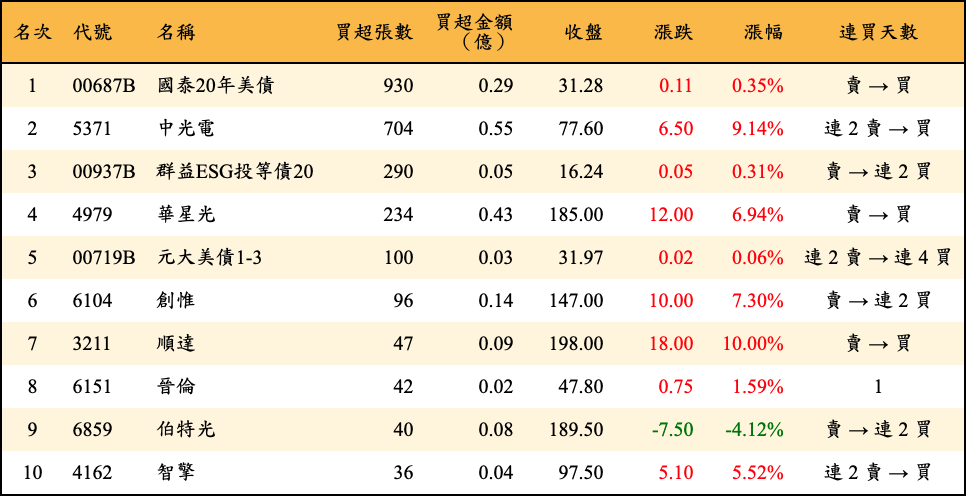 名次 代號 名稱 買超張數 買超金額（億） 收盤 漲跌 漲幅 連買天數
1 00687B 國泰20年美債 930 0.29 31.28 0.11 0.35% 賣 → 買
2 5371 中光電 704 0.55 77.60 6.50 9.14% 連 2 賣 → 買
3 00937B 群益ESG投等債20 290 0.05 16.24 0.05 0.31% 賣 → 連 2 買
4 4979 華星光 234 0.43 185.00 12.00 6.94% 賣 → 買
5 00719B 元大美債1-3 100 0.03 31.97 0.02 0.06% 連 2 賣 → 連 4 買
6 6104 創惟 96 0.14 147.00 10.00 7.30% 賣 → 連 2 買
7 3211 順達 47 0.09 198.00 18.00 10.00% 賣 → 買
8 6151 晉倫 42 0.02 47.80 0.75 1.59% 1
9 6859 伯特光 40 0.08 189.50 -7.50 -4.12% 賣 → 連 2 買
10 4162 智擎 36 0.04 97.50 5.10 5.52% 連 2 賣 → 買